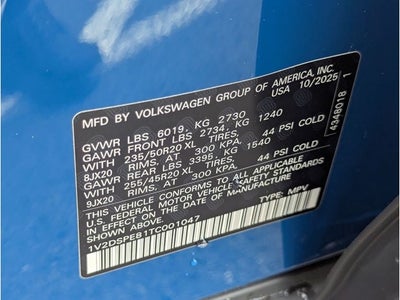 MFD BY VOLKSWAGEN GROUP OF AMERICA, INC.
USA 10/2025
GVWR LBS 6019, KG 2730
GAWR FRONT LBS 2734, KG 1240
WITH 235/50R20 XL TIRES,
8JX20 RIMS, AT 300 KPA, 44 PSI COLD
GAWR REAR LBS 3395, KG 1540
WITH 255/45R20 XL TIRES,
9JX20 RIMS, AT 300 KPA, 44 PSI COLD
THIS VEHICLE CONFORMS TO ALL APPLICABLE
U.S. FEDERAL MOTOR VEHICLE SAFETY STANDARDS
IN EFFECT ON THE DATE OF MANUFACTURE
SHOWN ABOVE.
1V2DSPE81TC001047 TYPE: MPV
4348018 1